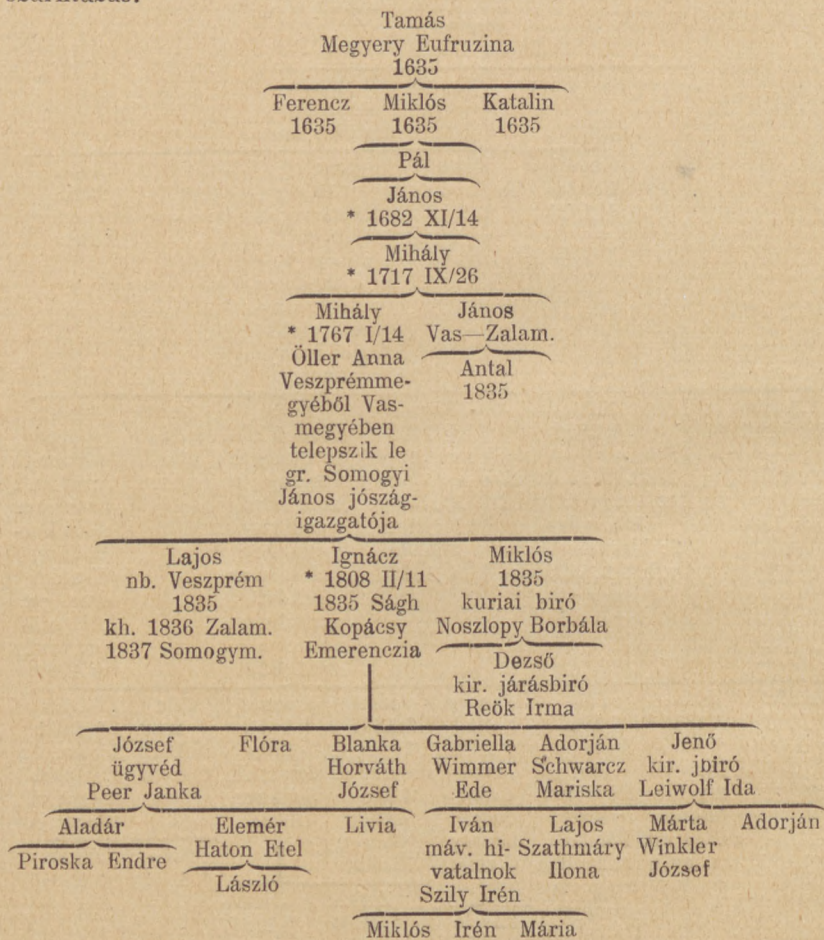 Tamás
Megyery Eufruzina
1635
Ferencz Miklós Katalin
1635 1635 1635
Pál
János
* 1682 XI/14
Mihály
* 1717 IX/26
Mihály János
* 1767 I/14 Vas—Zalam.
Öller Anna Antal
Veszprémme- 1835
gyéből Vas-
megyében
telepszik le
gr. Somogyi
János jószág-
igazgatója
Lajos Ignácz Miklós
nb. Veszprém * 1808 II/11 1835
1835 1835 Ságh kuriai biró
kh. 1836 Zalam. Kopácsy Noszlopy Borbála
1837 Somogym. Emerenczia Dezső
kir. járásbiró
Reök Irma
József Flóra Blanka Gabriella Adorján Jenő
ügyvéd Horváth Wimmer Schwarcz kir. jbiró
Peer Janka József Ede Mariska Leiwolf Ida
Aladár Elemér Livia Iván Lajos Márta Adorján
Piroska Endre Haton Etel máv. hi- Szathmáry Winkler
László vatalnok Ilona József
Szily Irén
Miklós Irén Mária